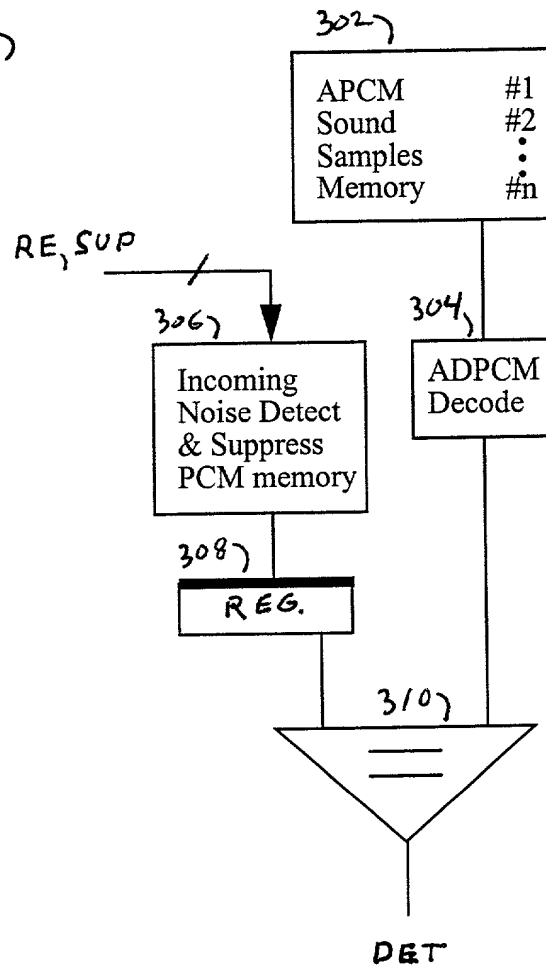 302
APCM #1
Sound #2
Samples
Memory #n
RE, SUP
306
304
Incoming
Noise Detect
& Suppress
PCM memory
ADPCM
Decode
308
REG.
310
=
DET